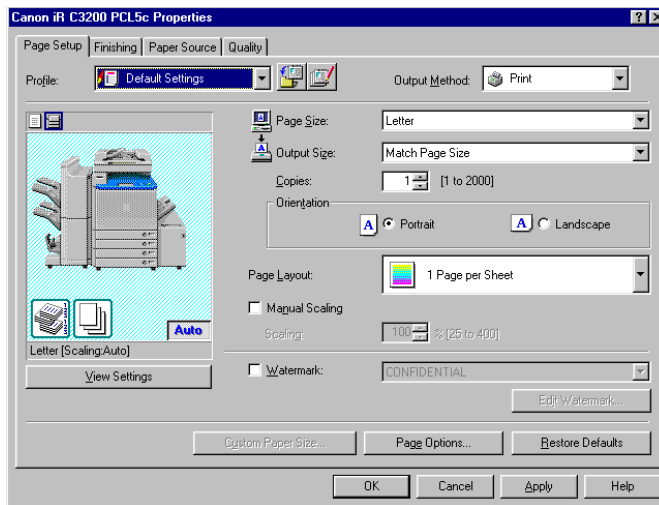 Canon iR C3200 PCL5c Properties
Page Setup Finishing Paper Source Quality
Profile: Default Settings Output Method: Print
Page Size: Letter
Output Size: Match Page Size
Copies: 1 [1 to 2000]
Orientation
A Portrait A Landscape
Page Layout: 1 Page per Sheet
Manual Scaling
Scaling: 100 % [25 to 400]
Auto
Letter [Scaling:Auto]
View Settings
Watermark: CONFIDENTIAL
Edit Watermark...
Custom Paper Size... Page Options... Restore Defaults
OK Cancel Apply Help